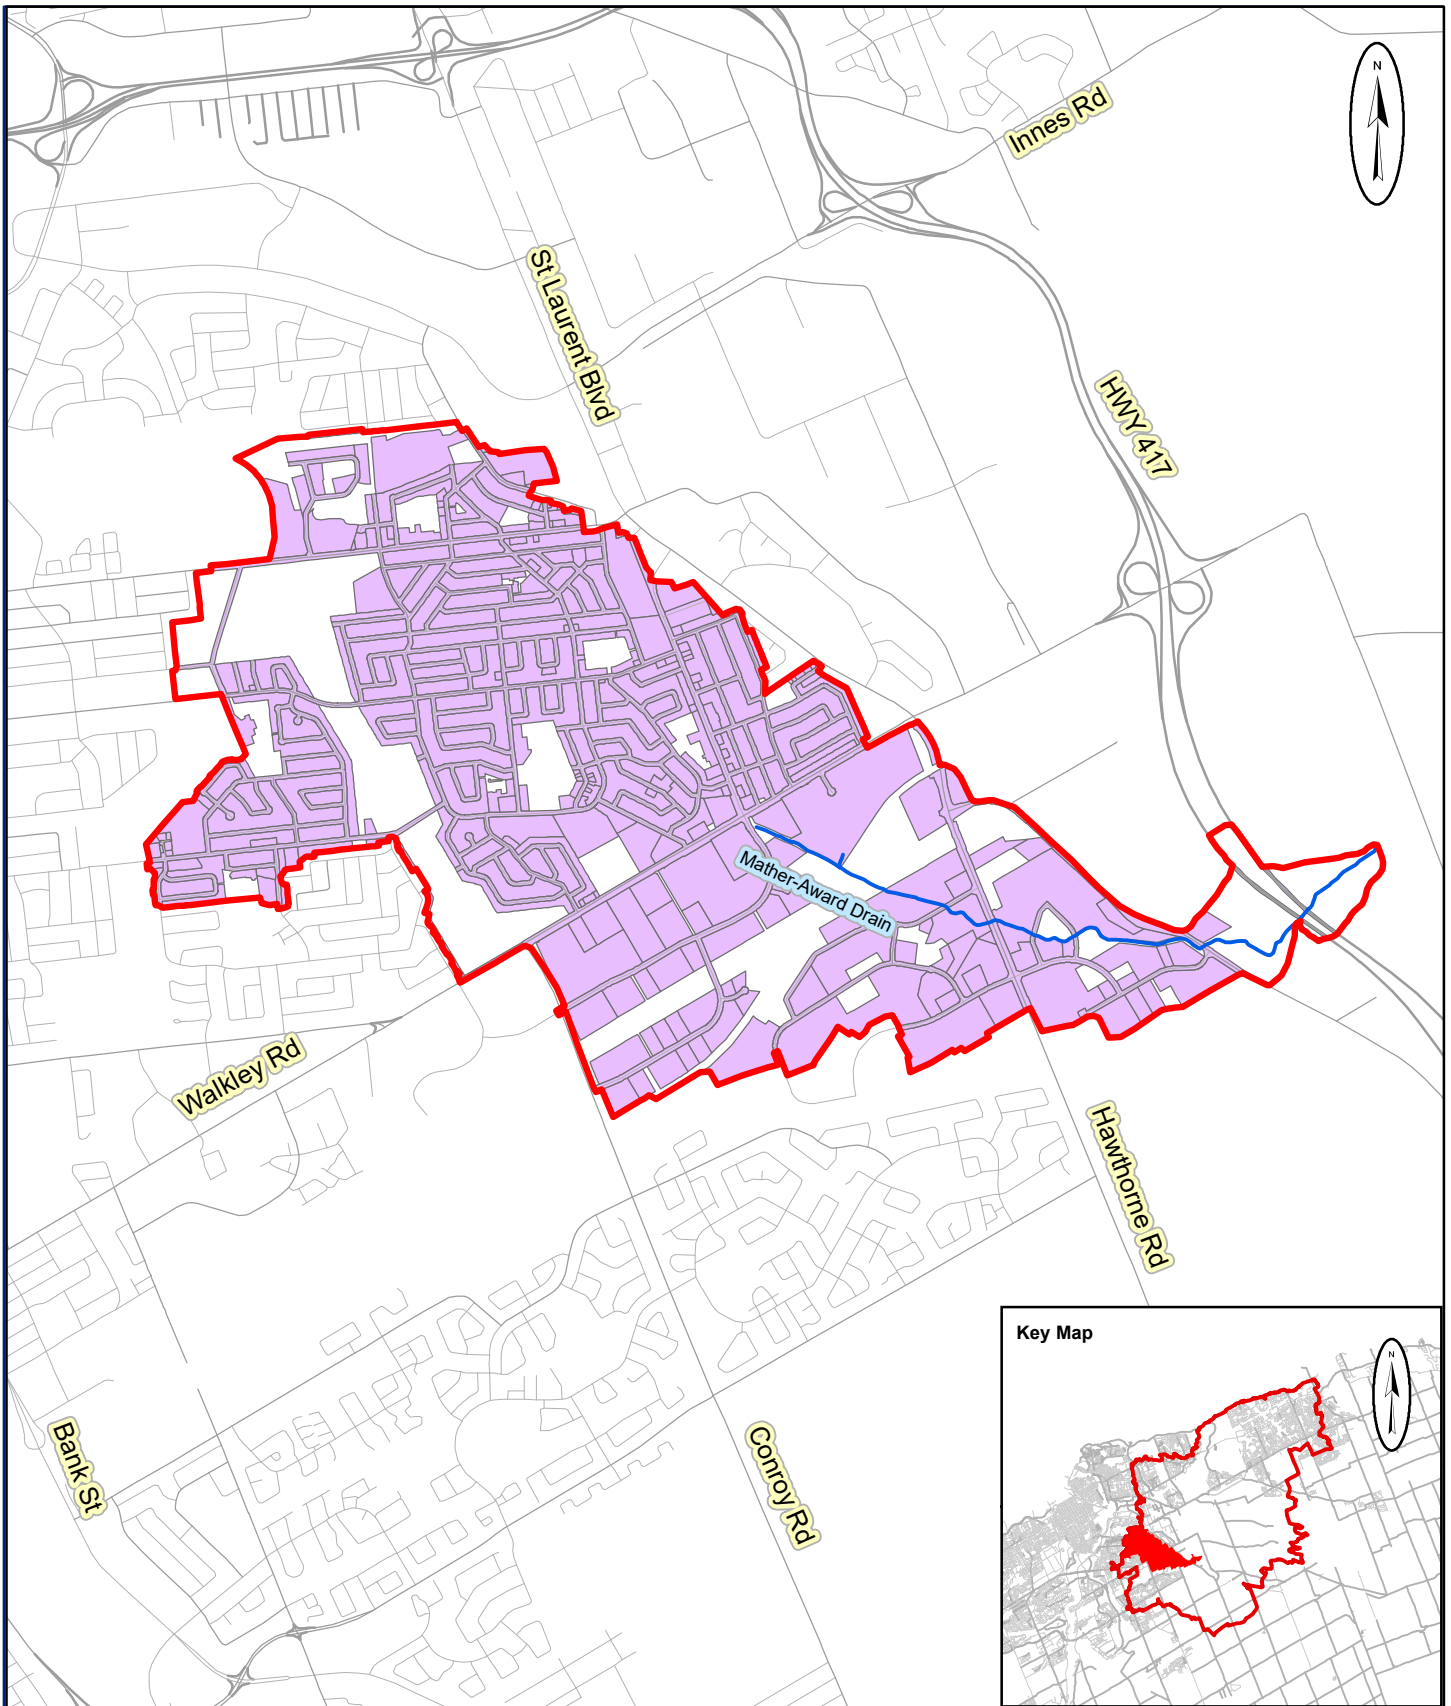 N
Innes Rd
St Laurent Blvd
HWY 417
Mather-Award Drain
Walkley Rd
Hawthorne Rd
Key Map
N
Bank St
Conroy Rd